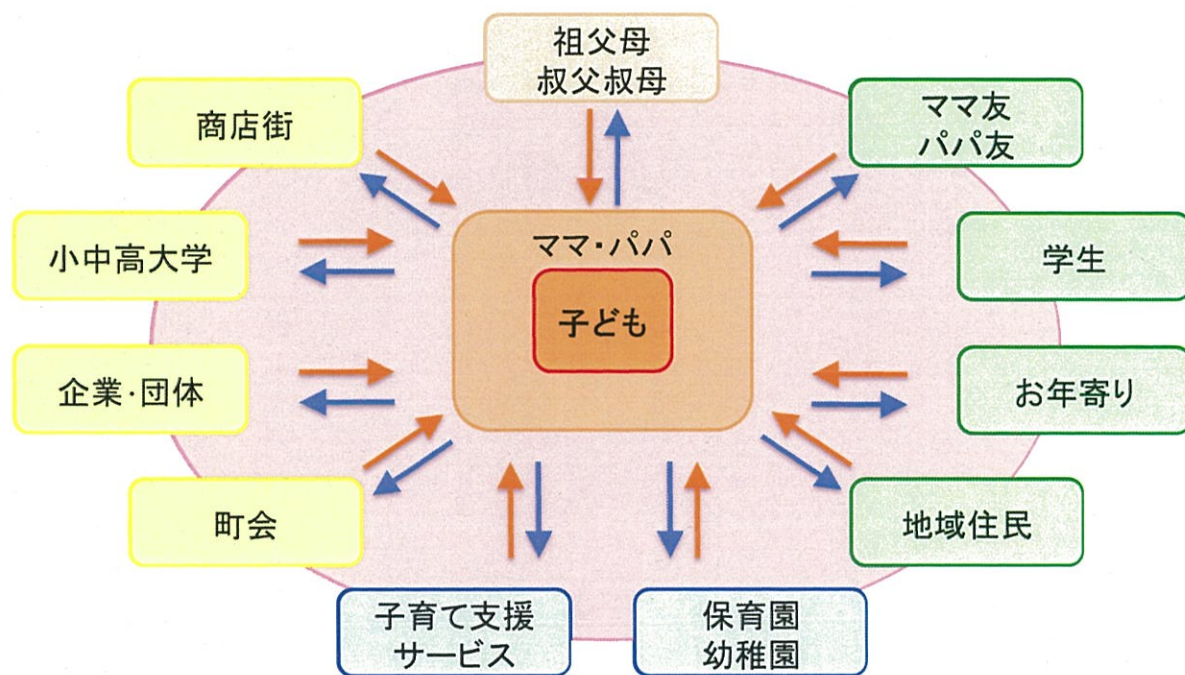 祖父母
叔父叔母
商店街
ママ友
パパ友
小中高大学
ママ・パパ
学生
子ども
企業・団体
お年寄り
町会
地域住民
子育て支援
サービス
保育園
幼稚園